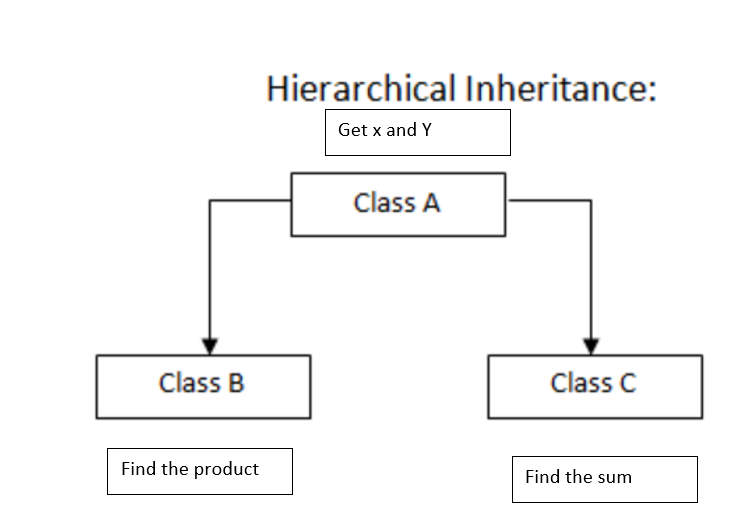 Hierarchical Inheritance:
Get x and Y
Class A
Class B
Class C
Find the product
Find the sum